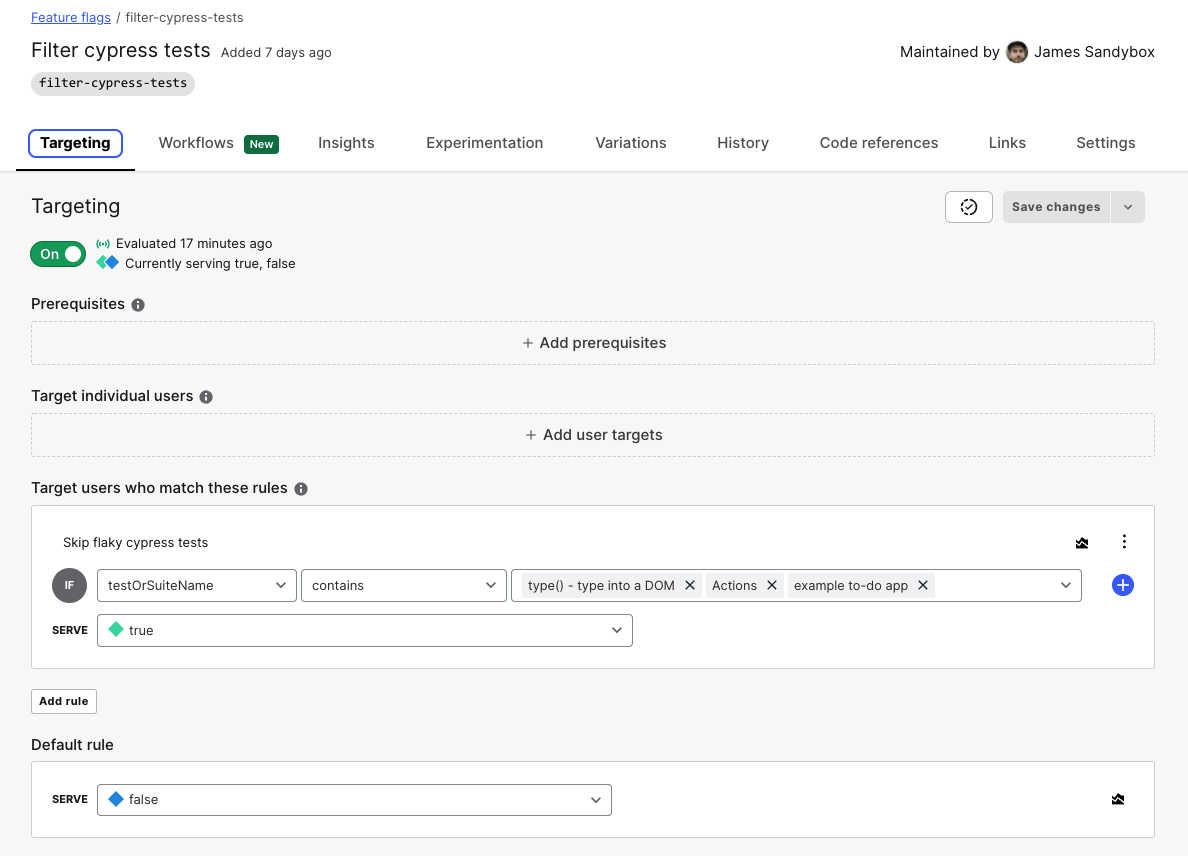 Feature flags / filter-cypress-tests
Filter cypress tests Added 7 days ago
Maintained by James Sandybox
filter-cypress-tests
Targeting Workflows New Insights Experimentation Variations History Code references Links Settings
Targeting
Save changes
On
Evaluated 17 minutes ago
Currently serving true, false
Prerequisites
+ Add prerequisites
Target individual users
+ Add user targets
Target users who match these rules
Skip flaky cypress tests
IF testOrSuiteName contains type() - type into a DOM Actions example to-do app
SERVE true
Add rule
Default rule
SERVE false